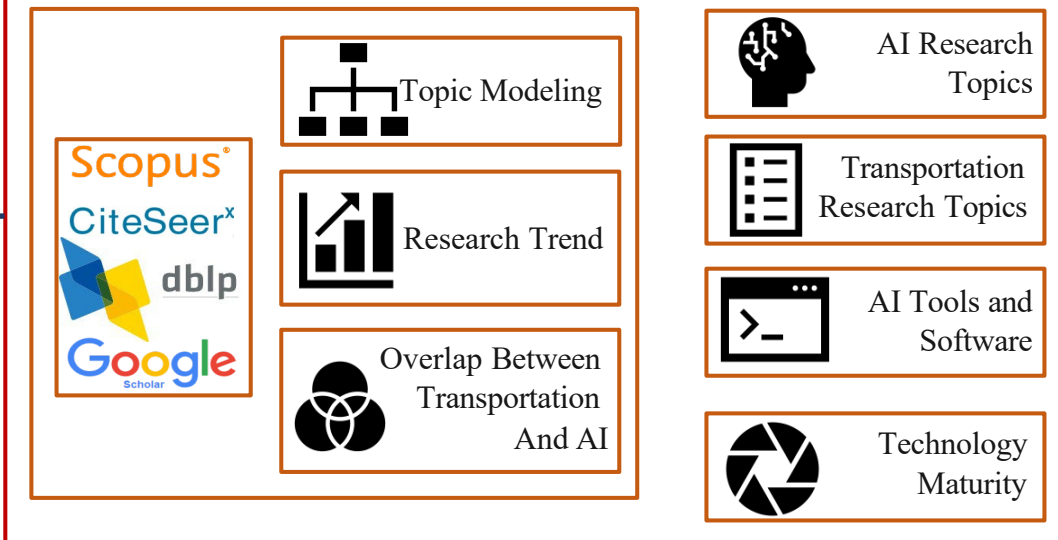 Scopus®
CiteSeerˣ
dblp
Google
Scholar
Topic Modeling
Research Trend
Overlap Between
Transportation
And AI
AI Research
Topics
Transportation
Research Topics
>_
AI Tools and
Software
Technology
Maturity